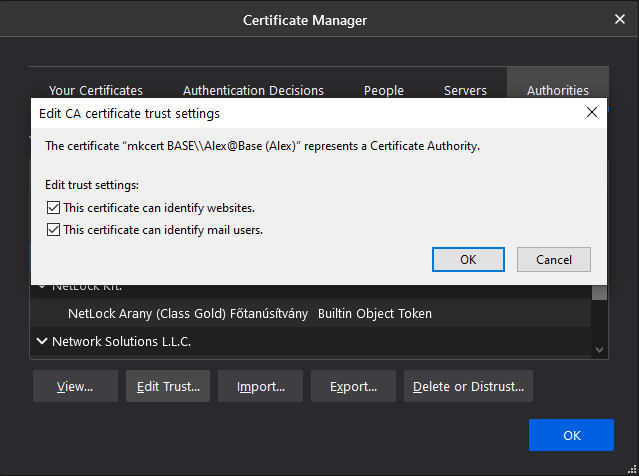 Certificate Manager
Your Certificates Authentication Decisions People Servers Authorities
Edit CA certificate trust settings
The certificate “mkcert BASE\\Alex@Base (Alex)” represents a Certificate Authority.
Edit trust settings:
This certificate can identify websites.
This certificate can identify mail users.
OK Cancel
NetLock Kft.
NetLock Arany (Class Gold) Főtanúsítvány Builtin Object Token
Network Solutions L.L.C.
View... Edit Trust... Import... Export... Delete or Distrust...
OK